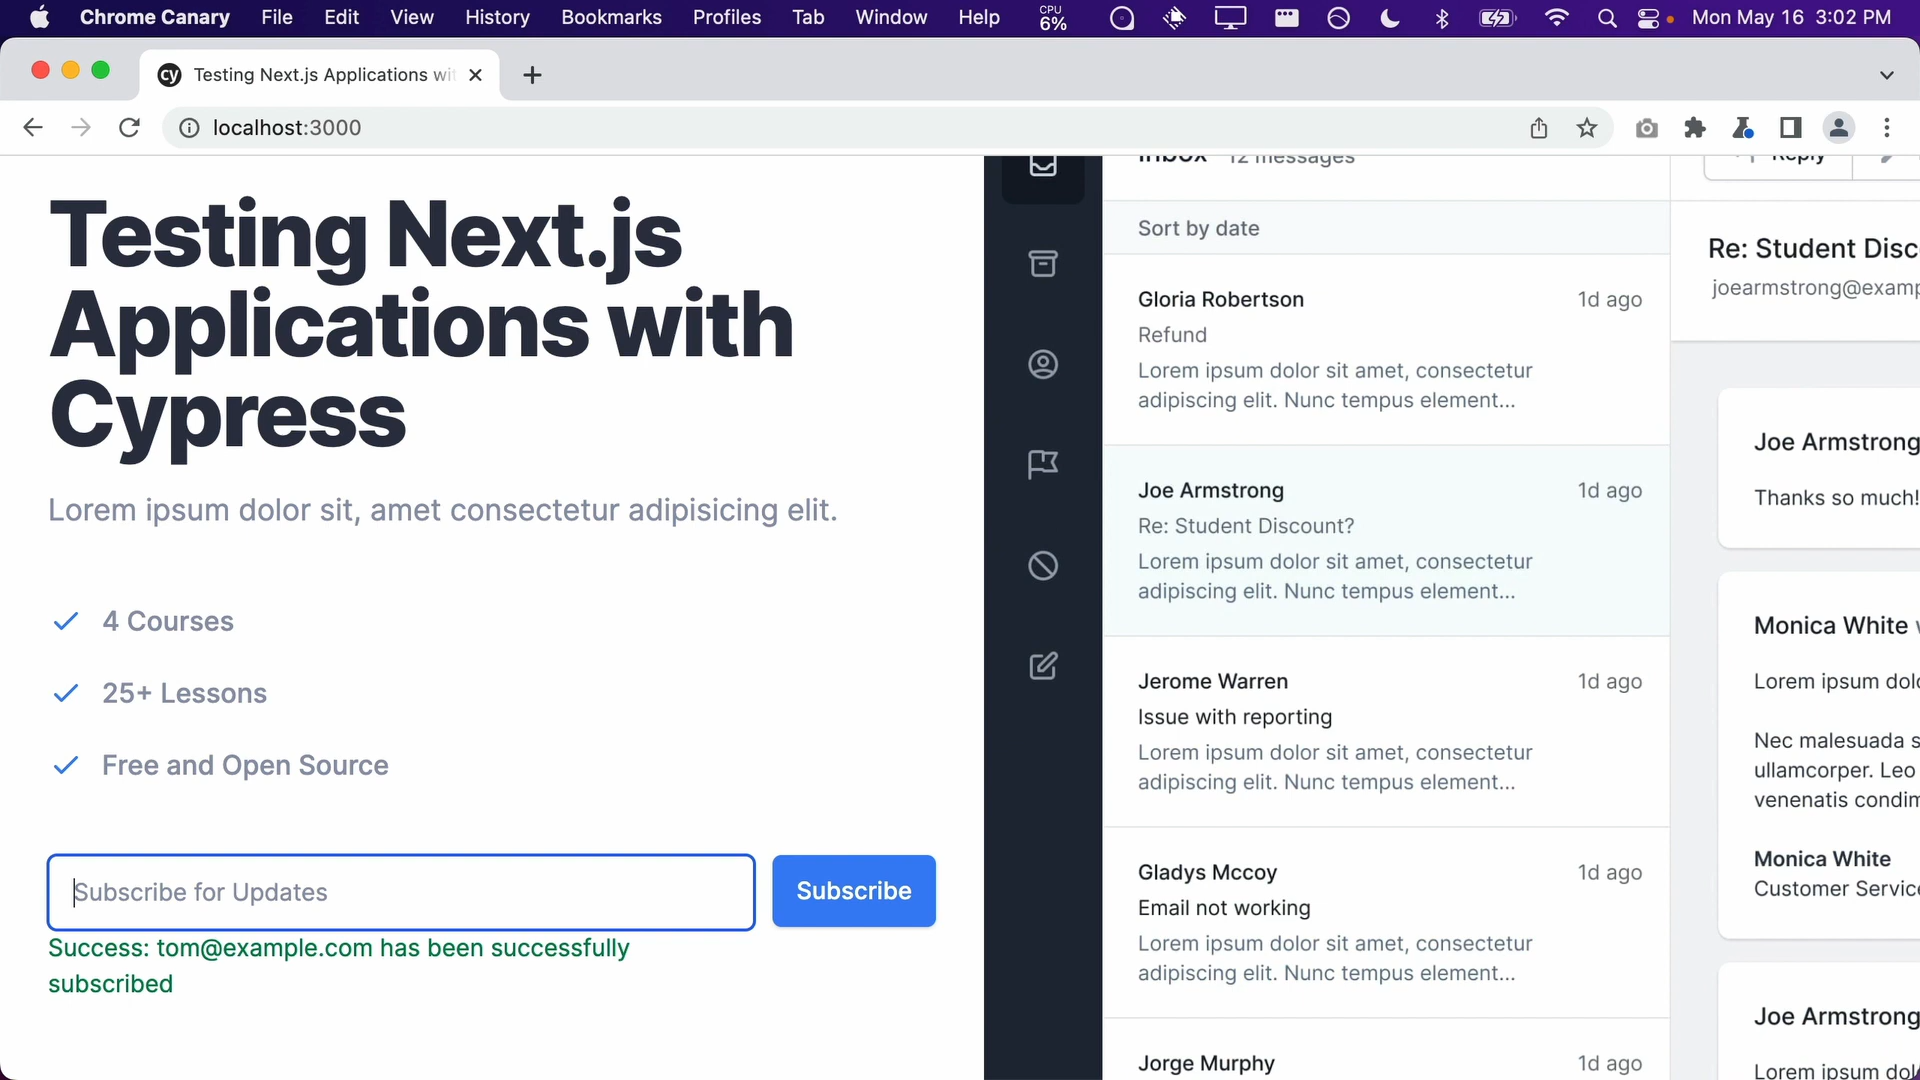 Chrome Canary File Edit View History Bookmarks Profiles Tab Window Help CPU 6% Mon May 16 3:02 PM
cy Testing Next.js Applications wi
localhost:3000
Testing Next.js
Applications with
Cypress
Lorem ipsum dolor sit, amet consectetur adipisicing elit.
4 Courses
25+ Lessons
Free and Open Source
Subscribe for Updates
Subscribe
Success: tom@example.com has been successfully
subscribed
Inbox 12 messages
Sort by date
Gloria Robertson 1d ago
Refund
Lorem ipsum dolor sit amet, consectetur
adipiscing elit. Nunc tempus element...
Joe Armstrong 1d ago
Re: Student Discount?
Lorem ipsum dolor sit amet, consectetur
adipiscing elit. Nunc tempus element...
Jerome Warren 1d ago
Issue with reporting
Lorem ipsum dolor sit amet, consectetur
adipiscing elit. Nunc tempus element...
Gladys Mccoy 1d ago
Email not working
Lorem ipsum dolor sit amet, consectetur
adipiscing elit. Nunc tempus element...
Jorge Murphy 1d ago
Reply
Re: Student Disc
joearmstrong@examp
Joe Armstrong
Thanks so much!
Monica White
Lorem ipsum dol
Nec malesuada s
ullamcorper. Leo
venenatis condim
Monica White
Customer Service
Joe Armstrong
Lorem ipsum dol